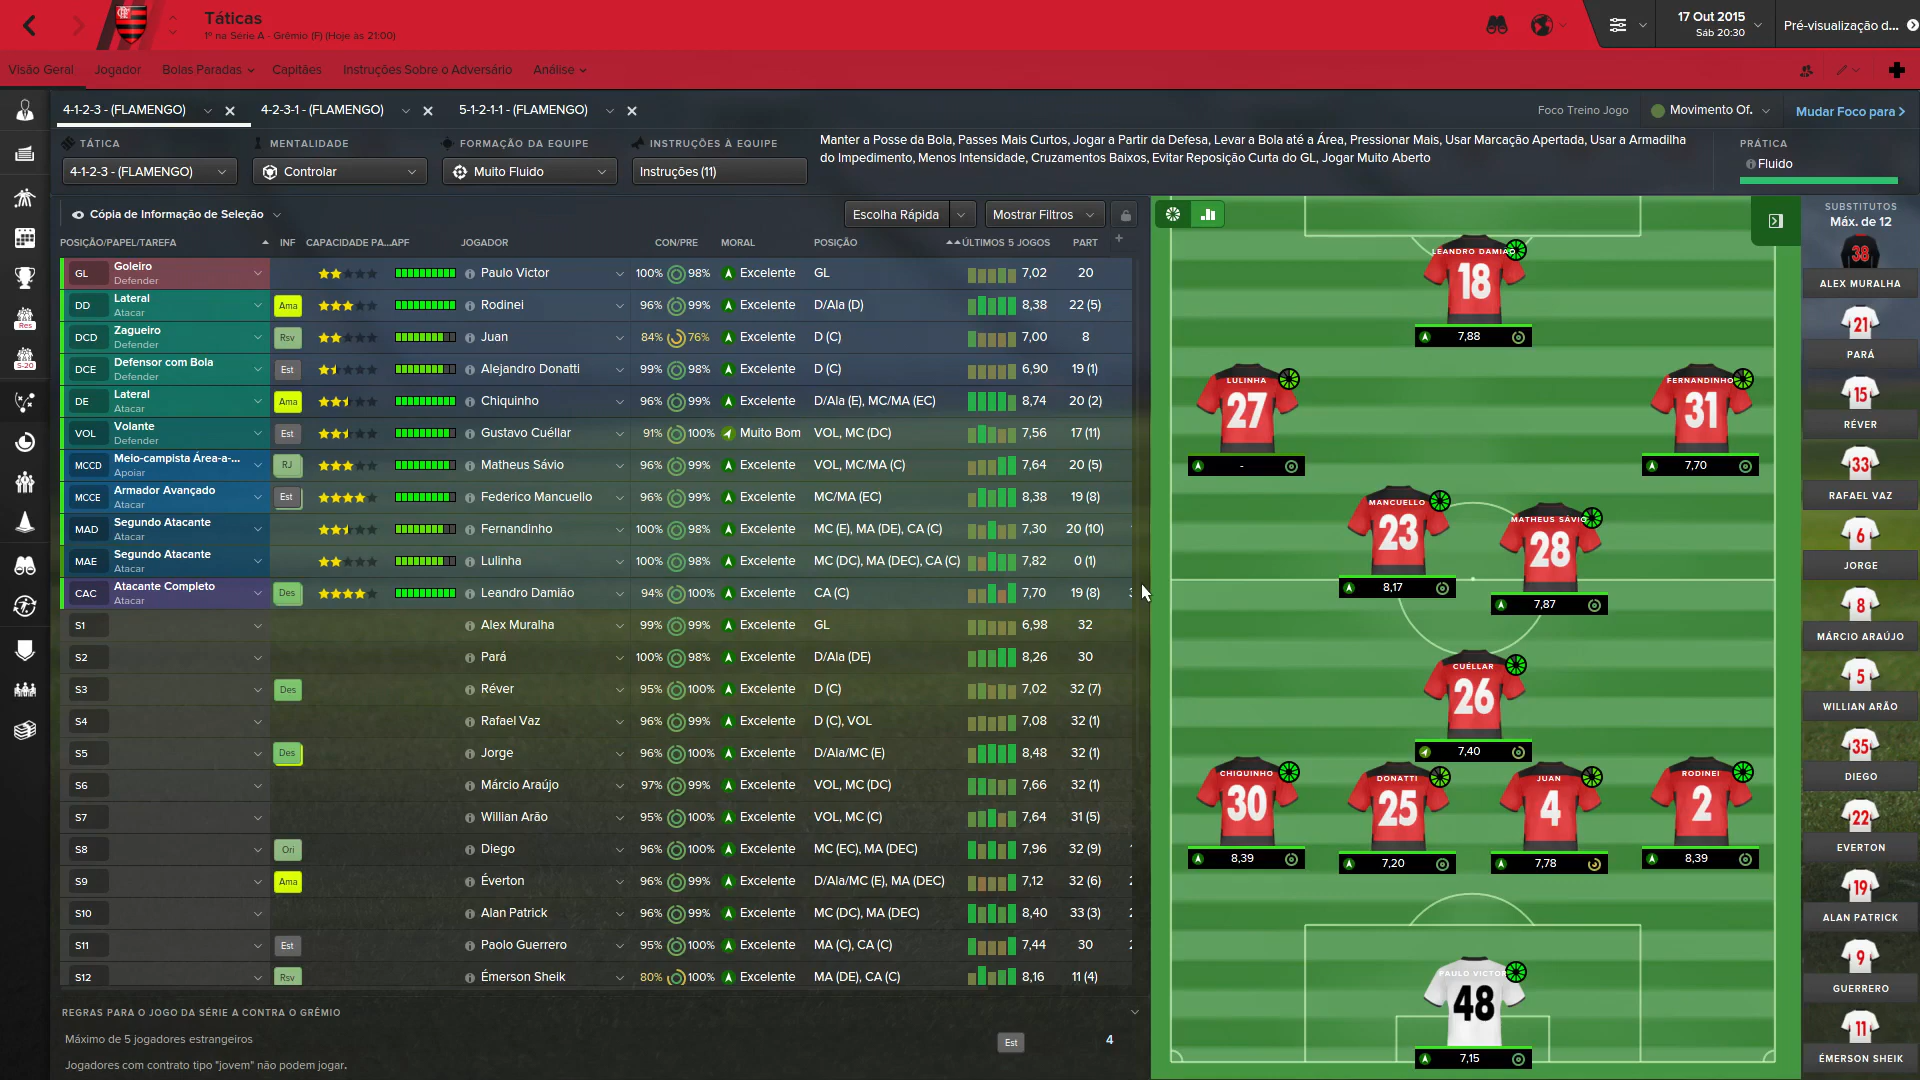 Táticas
1º na Série A - Grêmio (F) (Hoje às 21:00)
17 Out 2015
Sáb 20:30
Pré-visualização d...
Visão Geral Jogador Bolas Paradas Capitães Instruções Sobre o Adversário Análise
4-1-2-3 - (FLAMENGO) 4-2-3-1 - (FLAMENGO) 5-1-2-1-1 - (FLAMENGO)
Foco Treino Jogo Movimento Of. Mudar Foco para >
TÁTICA MENTALIDADE FORMAÇÃO DA EQUIPE INSTRUÇÕES À EQUIPE
4-1-2-3 - (FLAMENGO) Controlar Muito Fluido Instruções (11)
Manter a Posse da Bola, Passes Mais Curtos, Jogar a Partir da Defesa, Levar a Bola até a Área, Pressionar Mais, Usar Marcação Apertada, Usar a Armadilha
do Impedimento, Menos Intensidade, Cruzamentos Baixos, Evitar Reposição Curta do GL, Jogar Muito Aberto
PRÁTICA
Fluido
Cópia de Informação de Seleção Escolha Rápida Mostrar Filtros
POSIÇÃO/PAPEL/TAREFA INF CAPACIDADE PA... APF JOGADOR CON/PRE MORAL POSIÇÃO ÚLTIMOS 5 JOGOS PART
GL Goleiro Defender Paulo Victor 100% 98% Excelente GL 7,02 20
DD Lateral Atacar Ama Rodinei 96% 99% Excelente D/Ala (D) 8,38 22 (5)
DCD Zagueiro Defender Rsv Juan 84% 76% Excelente D (C) 7,00 8
DCE Defensor com Bola Defender Est Alejandro Donatti 99% 98% Excelente D (C) 6,90 19 (1)
DE Lateral Atacar Ama Chiquinho 96% 99% Excelente D/Ala (E), MC/MA (EC) 8,74 20 (2)
VOL Volante Defender Est Gustavo Cuéllar 91% 100% Muito Bom VOL, MC (DC) 7,56 17 (11)
MCCD Meio-campista Área-a-... Apoiar RJ Matheus Sávio 96% 99% Excelente VOL, MC/MA (C) 7,64 20 (5)
MCCE Armador Avançado Atacar Est Federico Mancuello 96% 99% Excelente MC/MA (EC) 8,38 19 (8)
MAD Segundo Atacante Atacar Fernandinho 100% 98% Excelente MC (E), MA (DE), CA (C) 7,30 20 (10)
MAE Segundo Atacante Atacar Lulinha 100% 98% Excelente MC (DC), MA (DEC), CA (C) 7,82 0 (1)
CAC Atacante Completo Atacar Des Leandro Damião 94% 100% Excelente CA (C) 7,70 19 (8)
S1 Alex Muralha 99% 99% Excelente GL 6,98 32
S2 Pará 100% 98% Excelente D/Ala (DE) 8,26 30
S3 Des Réver 95% 100% Excelente D (C) 7,02 32 (7)
S4 Rafael Vaz 96% 99% Excelente D (C), VOL 7,08 32 (1)
S5 Des Jorge 96% 100% Excelente D/Ala/MC (E) 8,48 32 (1)
S6 Márcio Araújo 97% 99% Excelente VOL, MC (DC) 7,66 32 (1)
S7 Willian Arão 95% 100% Excelente VOL, MC (C) 7,64 31 (5)
S8 Ori Diego 96% 100% Excelente MC (EC), MA (DEC) 7,96 32 (9)
S9 Ama Éverton 96% 99% Excelente D/Ala/MC (E), MA (DEC) 7,12 32 (6)
S10 Alan Patrick 96% 99% Excelente MC (DC), MA (DEC) 8,40 33 (3)
S11 Est Paolo Guerrero 95% 100% Excelente MA (C), CA (C) 7,44 30
S12 Rsv Émerson Sheik 80% 100% Excelente MA (DE), CA (C) 8,16 11 (4)
REGRAS PARA O JOGO DA SÉRIE A CONTRA O GRÊMIO
Máximo de 5 jogadores estrangeiros Est 4
Jogadores com contrato tipo "jovem" não podem jogar.
Res
S-20
LEANDRO DAMIÃO
18
7,88
LULINHA FERNANDINHO
27 31
- 7,70
MANCUELLO MATHEUS SÁVIO
23 28
8,17 7,87
CUÉLLAR
26
7,40
CHIQUINHO DONATTI JUAN RODINEI
30 25 4 2
8,39 7,20 7,78 8,39
PAULO VICTOR
48
7,15
SUBSTITUTOS
Máx. de 12
38
ALEX MURALHA
21
PARÁ
15
RÉVER
33
RAFAEL VAZ
6
JORGE
8
MÁRCIO ARAÚJO
5
WILLIAN ARÃO
35
DIEGO
22
ÉVERTON
19
ALAN PATRICK
9
GUERRERO
11
ÉMERSON SHEIK